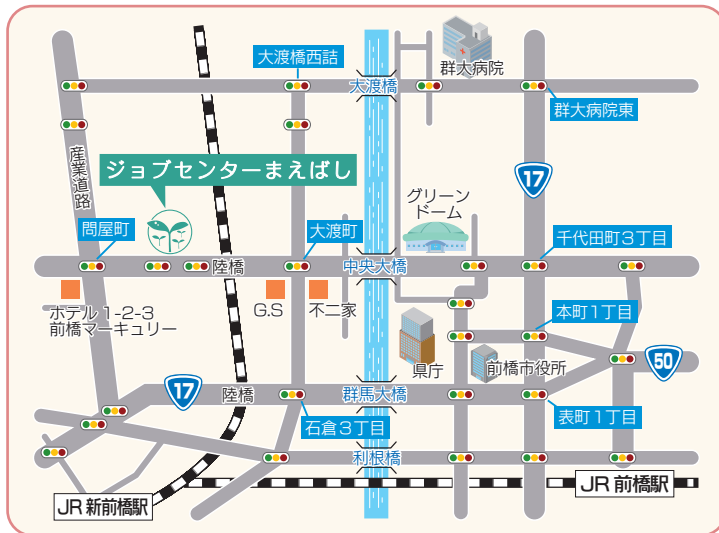 大渡橋西詰
群大病院
大渡橋
群大病院東
産業道路
ジョブセンターまえばし
17
グリーン
ドーム
問屋町
大渡町
千代田町3丁目
陸橋
中央大橋
ホテル1-2-3
前橋マーキュリー
G.S
不二家
本町1丁目
県庁
前橋市役所
50
17
陸橋
群馬大橋
石倉3丁目
表町1丁目
利根橋
JR 新前橋駅
JR 前橋駅